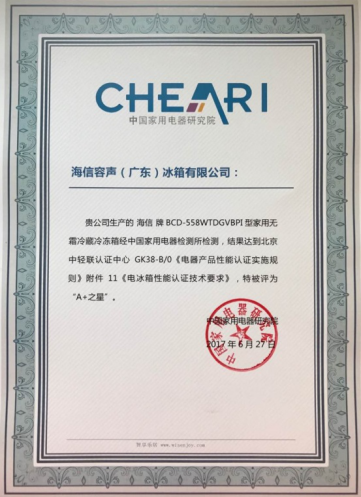 CHEARI
中国家用电器研究院
海信容声（广东）冰箱有限公司：
贵公司生产的 海信 牌 BCD-558WTDGVBPI 型家用无
霜冷藏冷冻箱经中国家用电器检测所检测，结果达到北京
中轻联认证中心 GK38-B/0《电器产品性能认证实施规
则》附件 11《电冰箱性能认证技术要求》，特被评为
“A+之星”。
中国家用电器研究院
2017 年 6 月 27 日